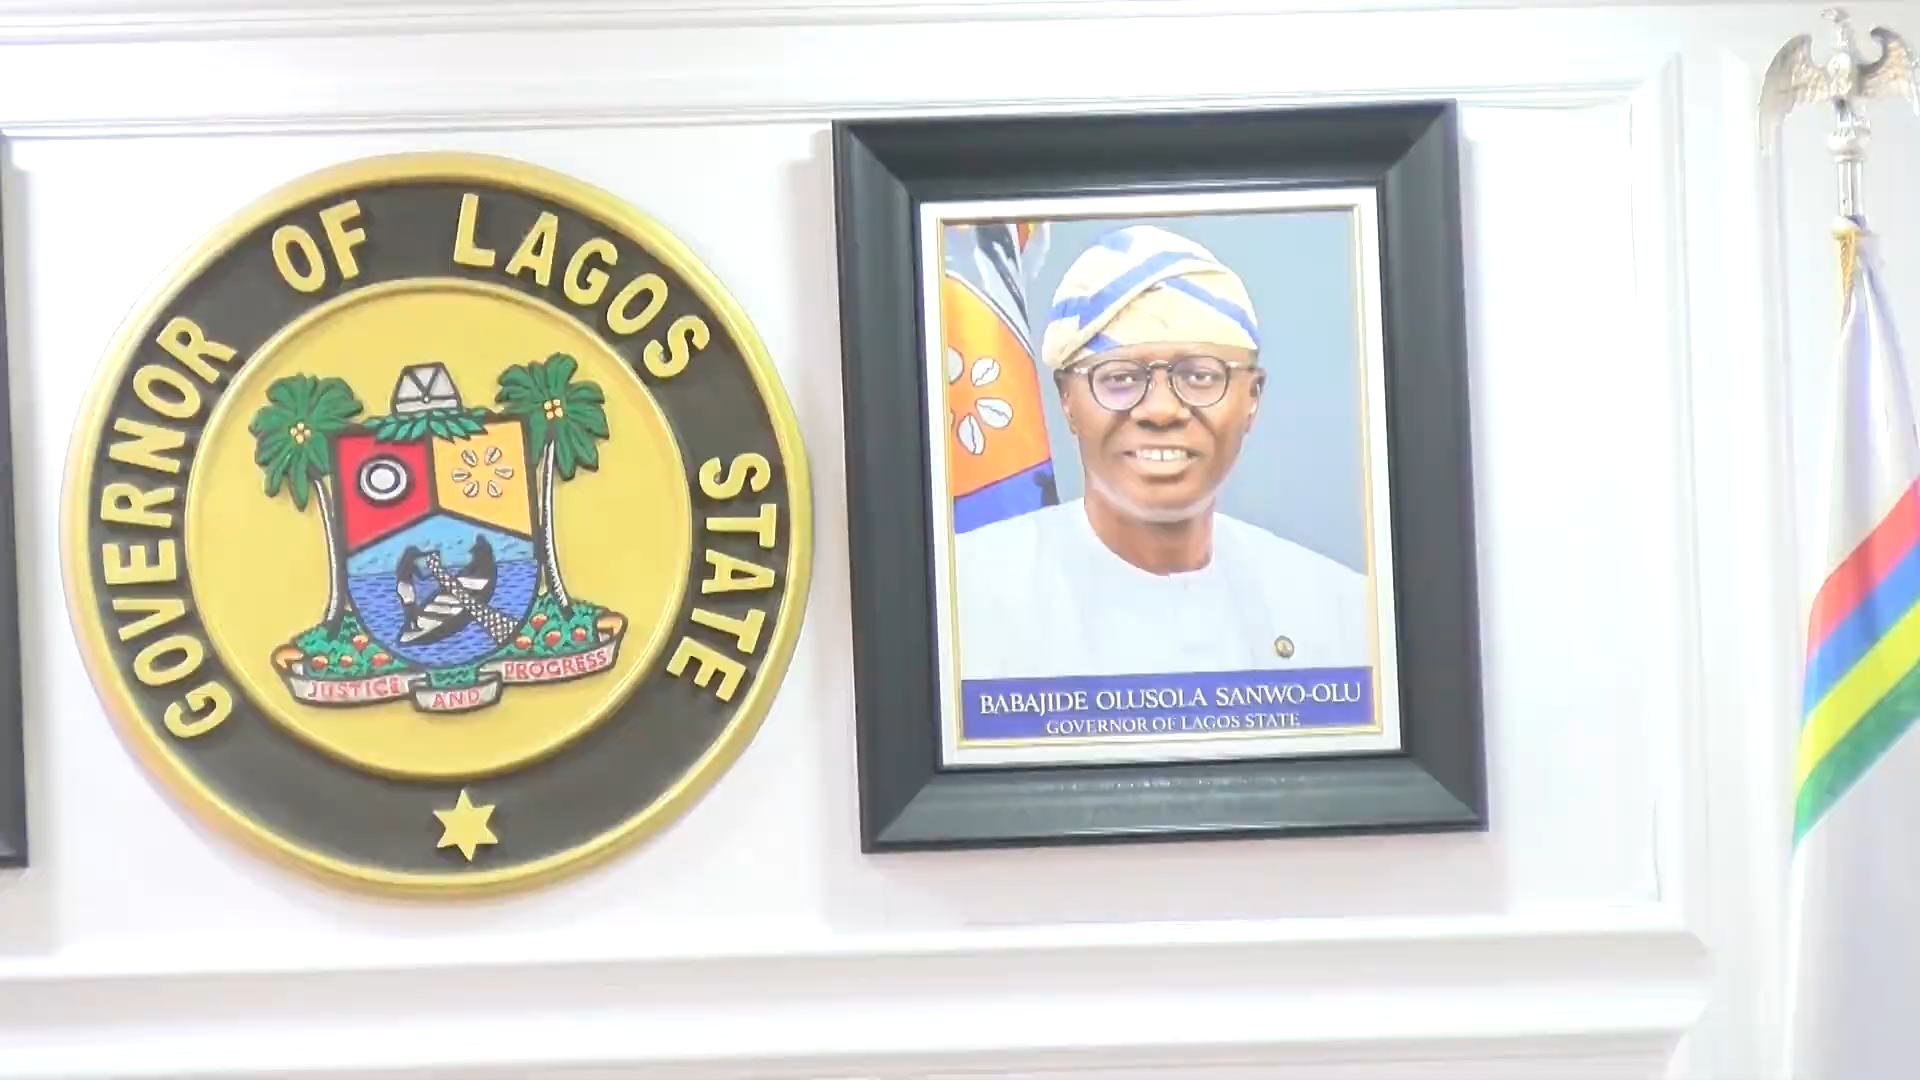 GOVERNOR OF LAGOS STATE
JUSTICE AND PROGRESS
BABAJIDE OLUSOLA SANWO-OLU
GOVERNOR OF LAGOS STATE